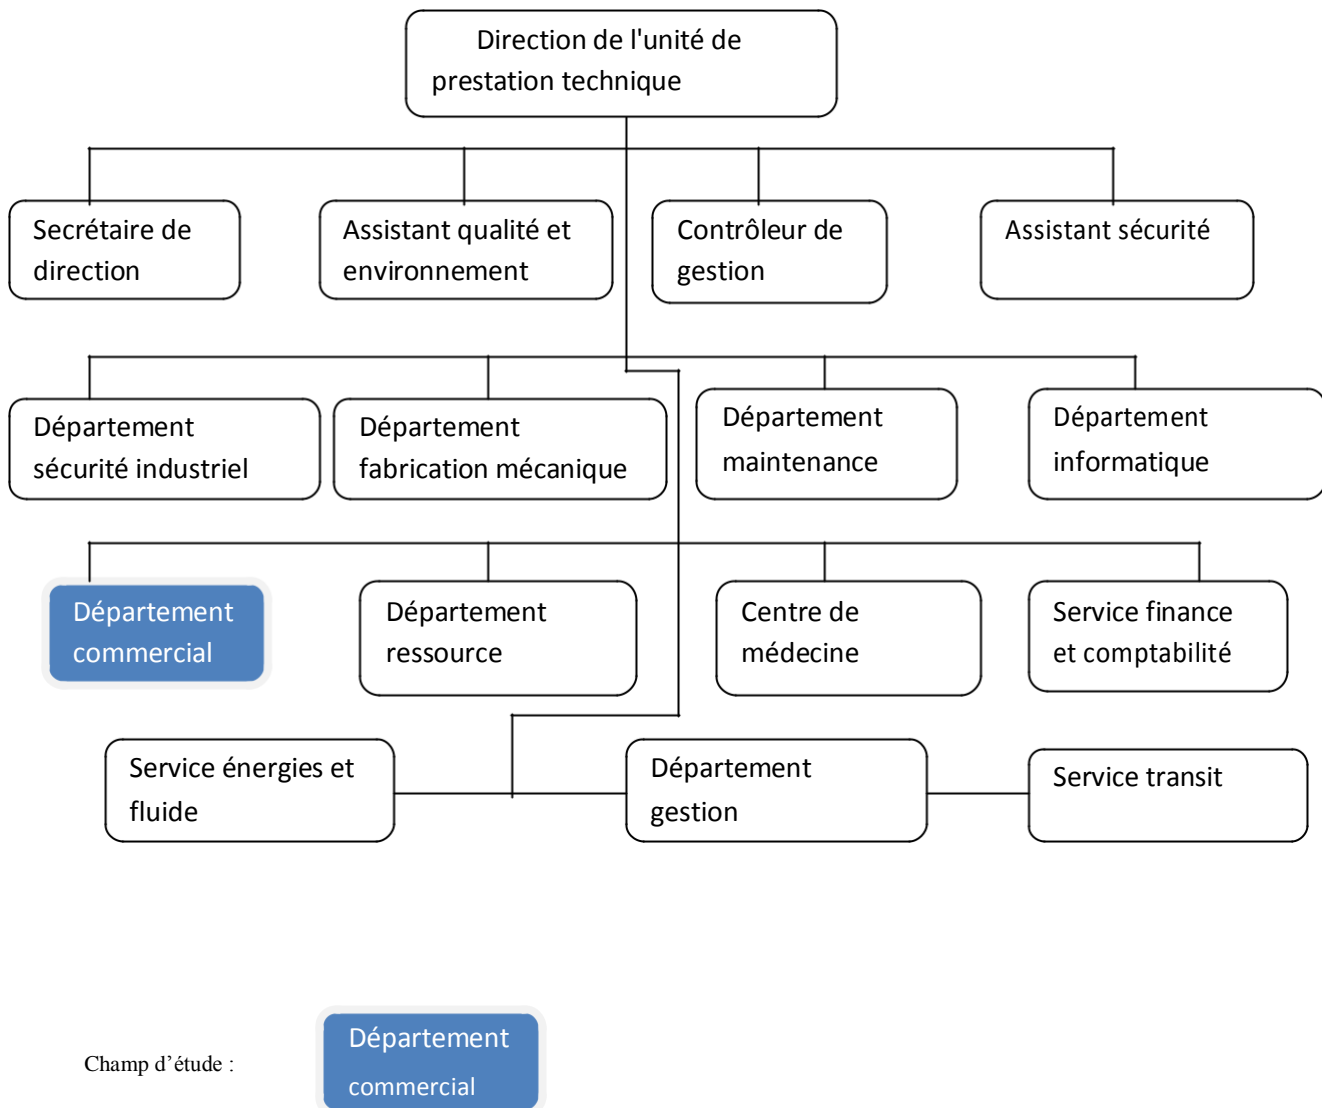 Direction de l'unité de
prestation technique
Secrétaire de
direction
Assistant qualité et
environnement
Contrôleur de
gestion
Assistant sécurité
Département
sécurité industriel
Département
fabrication mécanique
Département
maintenance
Département
informatique
Département
commercial
Département
ressource
Centre de
médecine
Service finance
et comptabilité
Service énergies et
fluide
Département
gestion
Service transit
Champ d’étude :
Département
commercial